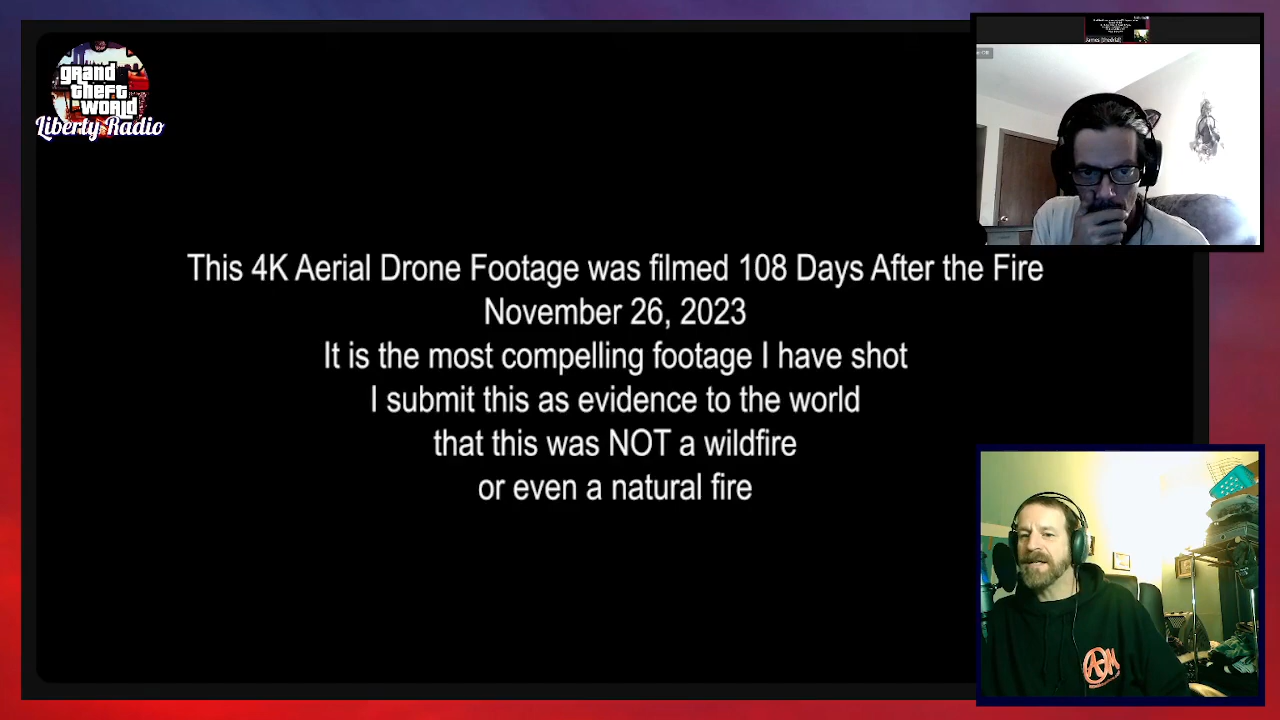 grand
theft
world
Liberty Radio
This 4K Aerial Drone Footage was filmed 108 Days After the Fire
November 26, 2023
It is the most compelling footage I have shot
I submit this as evidence to the world
that this was NOT a wildfire
or even a natural fire